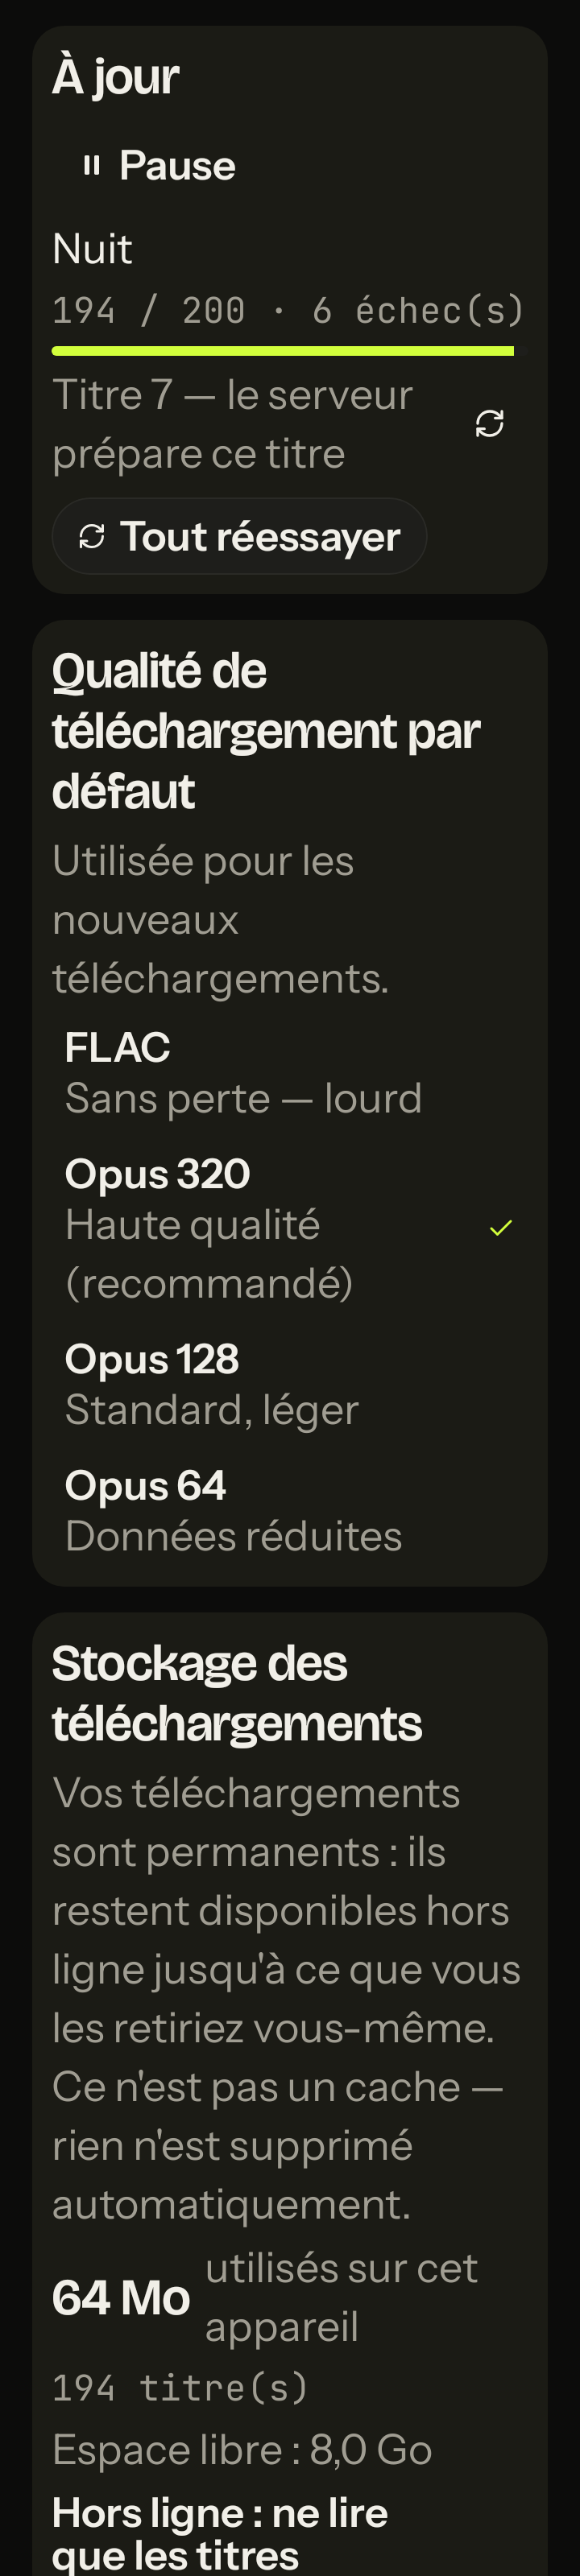 À jour
Pause
Nuit
194 / 200 · 6 échec(s)
Titre 7 — le serveur
prépare ce titre
Tout réessayer
Qualité de
téléchargement par
défaut
Utilisée pour les
nouveaux
téléchargements.
FLAC
Sans perte — lourd
Opus 320
Haute qualité
(recommandé)
Opus 128
Standard, léger
Opus 64
Données réduites
Stockage des
téléchargements
Vos téléchargements
sont permanents : ils
restent disponibles hors
ligne jusqu'à ce que vous
les retiriez vous-même.
Ce n'est pas un cache —
rien n'est supprimé
automatiquement.
64 Mo utilisés sur cet
appareil
194 titre(s)
Espace libre : 8,0 Go
Hors ligne : ne lire
que les titres